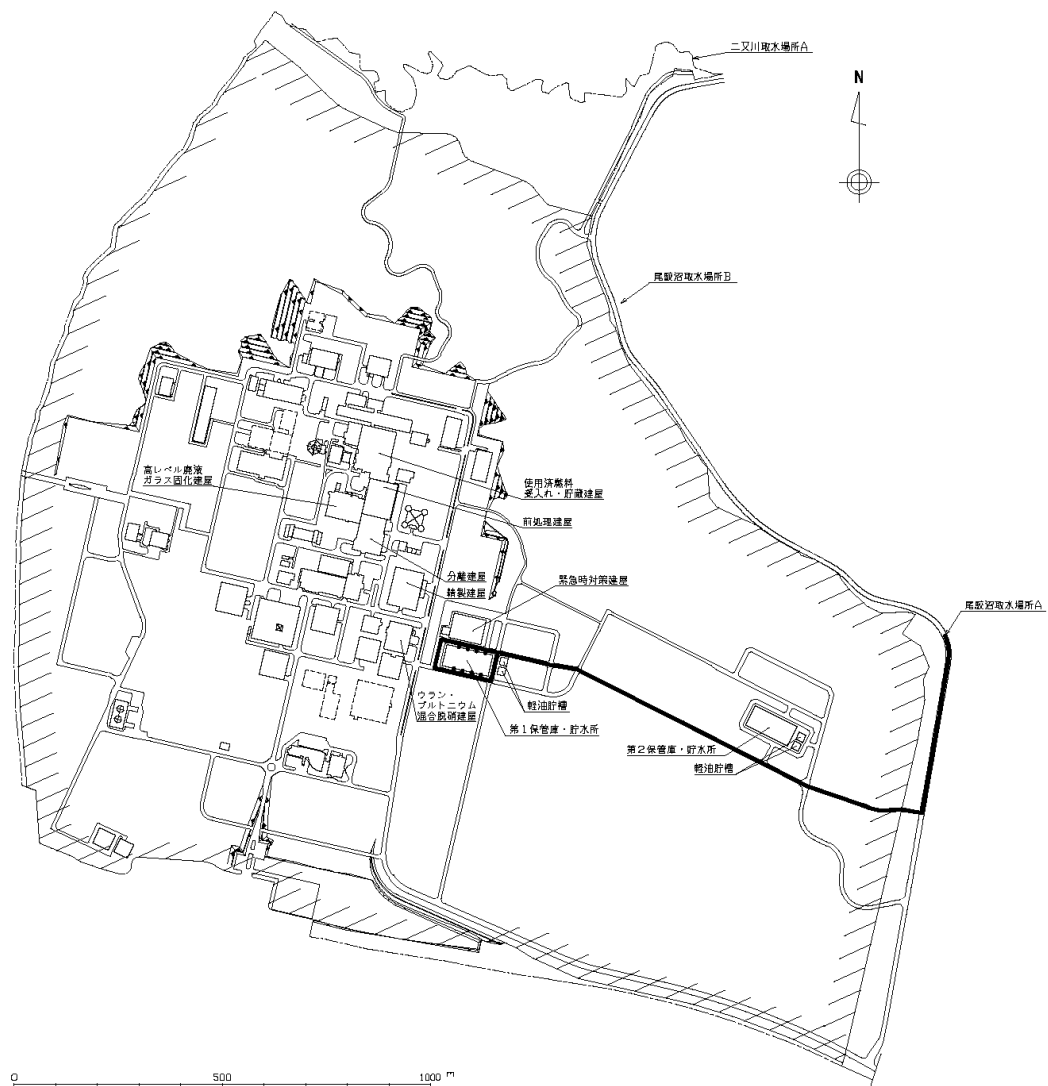 二又川取水場所A
N
尾駮沼取水場所B
高レベル廃液
ガラス固化建屋
使用済燃料
受入れ・貯蔵建屋
前処理建屋
分離建屋
精製建屋
緊急時対策建屋
尾駮沼取水場所A
ウラン・
プルトニウム
混合脱硝建屋
軽油貯槽
第1保管庫・貯水所
第2保管庫・貯水所
軽油貯槽
0 500 1000 m